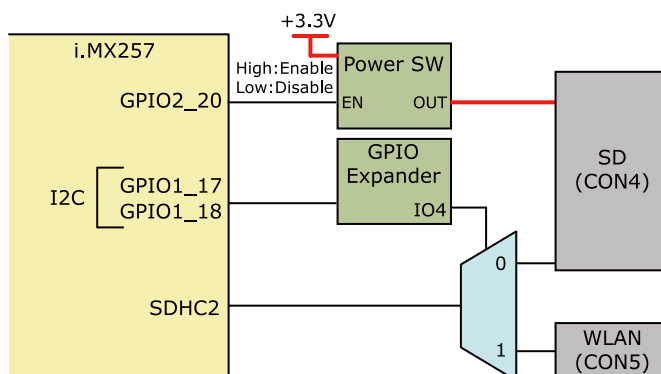 +3.3V
i.MX257
High:Enable
Low:Disable
Power SW
GPIO2_20
EN
OUT
GPIO
Expander
SD
(CON4)
I2C
GPIO1_17
GPIO1_18
IO4
0
SDHC2
1
WLAN
(CON5)